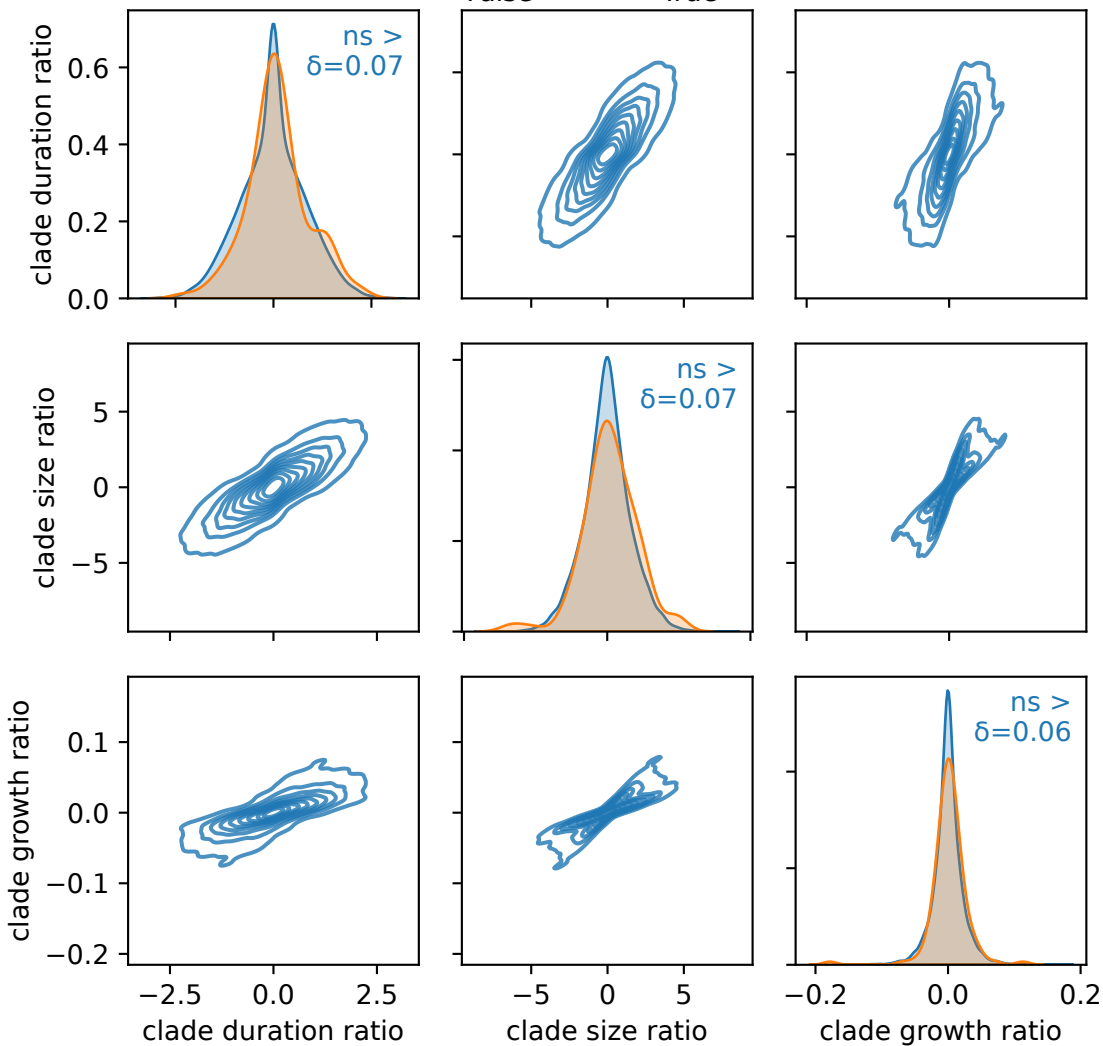 clade duration ratio
0.6
0.4
0.2
0.0
ns >
δ=0.07
clade size ratio
5
0
−5
ns >
δ=0.07
clade growth ratio
0.1
0.0
−0.1
−0.2
ns >
δ=0.06
−2.5 0.0 2.5
−5 0 5
−0.2 0.0 0.2
clade duration ratio
clade size ratio
clade growth ratio